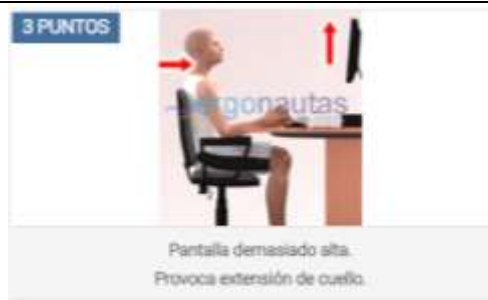 3 PUNTOS
ergonautas
Pantalla demasiado alta.
Provoca extensión de cuello.